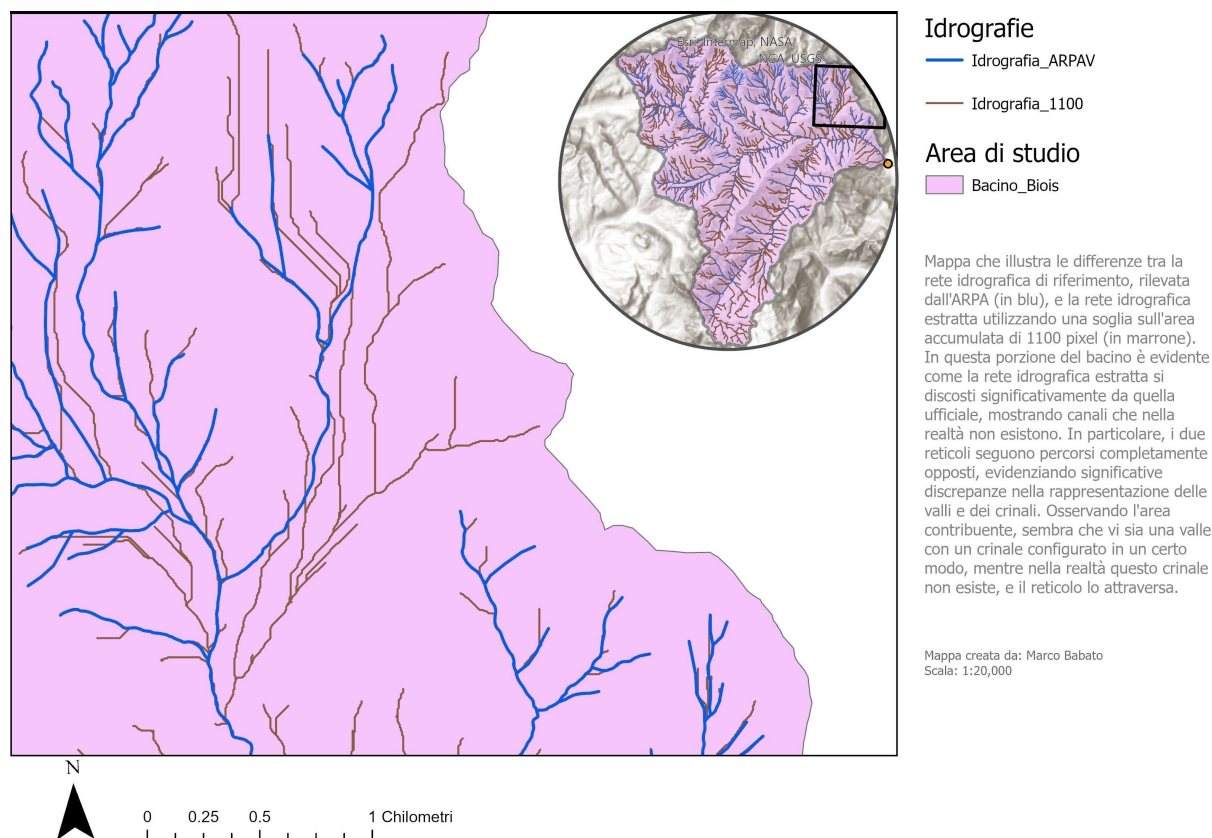 Esri, Intermap, NASA,
NGA, USGS
Idrografie
Idrografia_ARPAV
Idrografia_1100
Area di studio
Bacino_Biois
Mappa che illustra le differenze tra la
rete idrografica di riferimento, rilevata
dall'ARPA (in blu), e la rete idrografica
estratta utilizzando una soglia sull'area
accumulata di 1100 pixel (in marrone).
In questa porzione del bacino è evidente
come la rete idrografica estratta si
discosti significativamente da quella
ufficiale, mostrando canali che nella
realtà non esistono. In particolare, i due
reticoli seguono percorsi completamente
opposti, evidenziando significative
discrepanze nella rappresentazione delle
valli e dei crinali. Osservando l'area
contribuente, sembra che vi sia una valle
con un crinale configurato in un certo
modo, mentre nella realtà questo crinale
non esiste, e il reticolo lo attraversa.
Mappa creata da: Marco Babato
Scala: 1:20,000
N
0 0.25 0.5 1 Chilometri